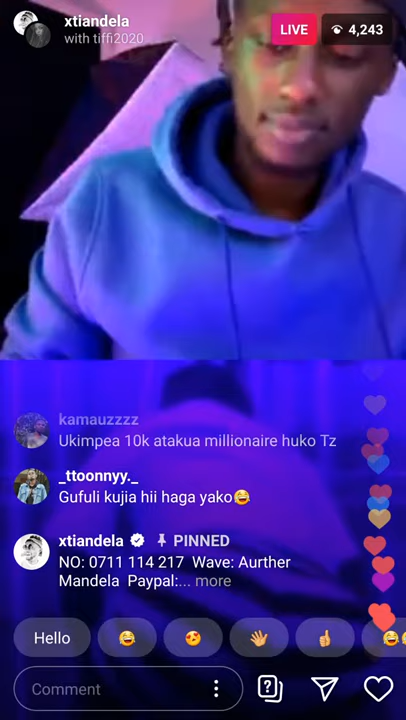 xtiandela
with tiffi2020
LIVE
4,243
kamauzzzz
Ukimpea 10k atakua millionaire huko Tz
_ttoonnyy._
Gufuli kujia hii haga yako😂
xtiandela PINNED
NO: 0711 114 217 Wave: Aurther
Mandela Paypal:... more
Hello 😂 😍 👋 👍 😂
Comment